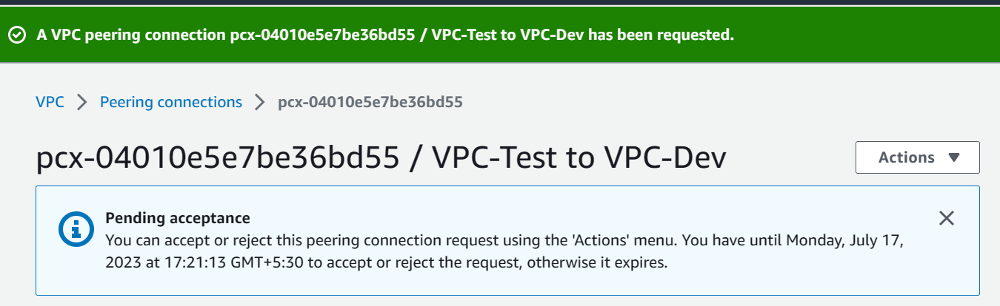 A VPC peering connection pcx-04010e5e7be36bd55 / VPC-Test to VPC-Dev has been requested.
VPC > Peering connections > pcx-04010e5e7be36bd55
pcx-04010e5e7be36bd55 / VPC-Test to VPC-Dev
Actions
Pending acceptance
You can accept or reject this peering connection request using the 'Actions' menu. You have until Monday, July 17,
2023 at 17:21:13 GMT+5:30 to accept or reject the request, otherwise it expires.